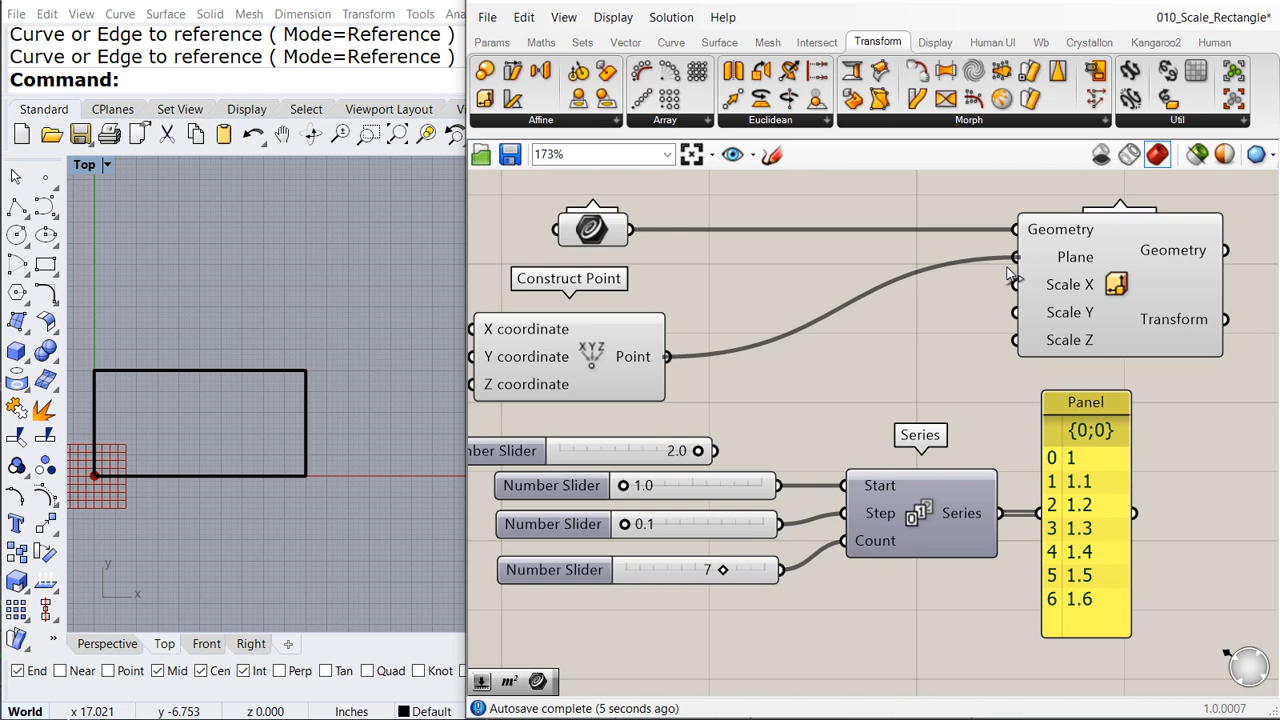 File Edit View Curve Surface Solid Mesh Dimension Transform Tools Ana
Curve or Edge to reference ( Mode=Reference )
Curve or Edge to reference ( Mode=Reference )
Command:
Standard CPlanes Set View Display Select Viewport Layout V
Top
y
x
Perspective Top Front Right
End Near Point Mid Cen Int Perp Tan Quad Knot
World x 17.021 y -6.753 z 0.000 Inches Default
File Edit View Display Solution Help 010_Scale_Rectangle*
Params Maths Sets Vector Curve Surface Mesh Intersect Transform Display Human UI Wb Crystallon Kangaroo2 Human
Affine Array Euclidean Morph Util
173%
Construct Point
X coordinate
Y coordinate
Z coordinate
XYZ
Point
Geometry
Plane
Scale X
Scale Y
Scale Z
Geometry
Transform
nber Slider 2.0
Number Slider 1.0
Number Slider 0.1
Number Slider 7
Series
Start
Step
Count
Series
Panel
{0;0}
0 1
1 1.1
2 1.2
3 1.3
4 1.4
5 1.5
6 1.6
m²
Autosave complete (5 seconds ago) 1.0.0007